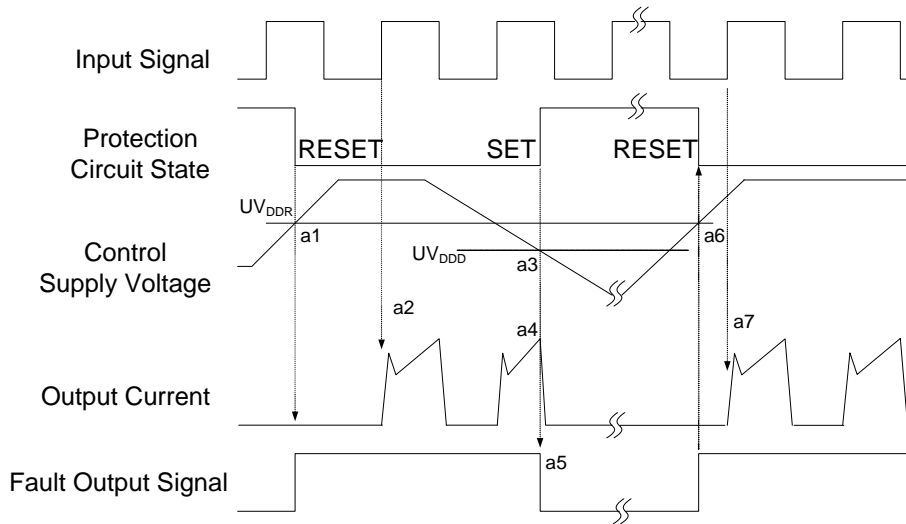 Input Signal
Protection
Circuit State
RESET
SET
RESET
UVDDR
a1
a6
Control
Supply Voltage
UVDDD
a3
a2
a4
a7
Output Current
a5
Fault Output Signal